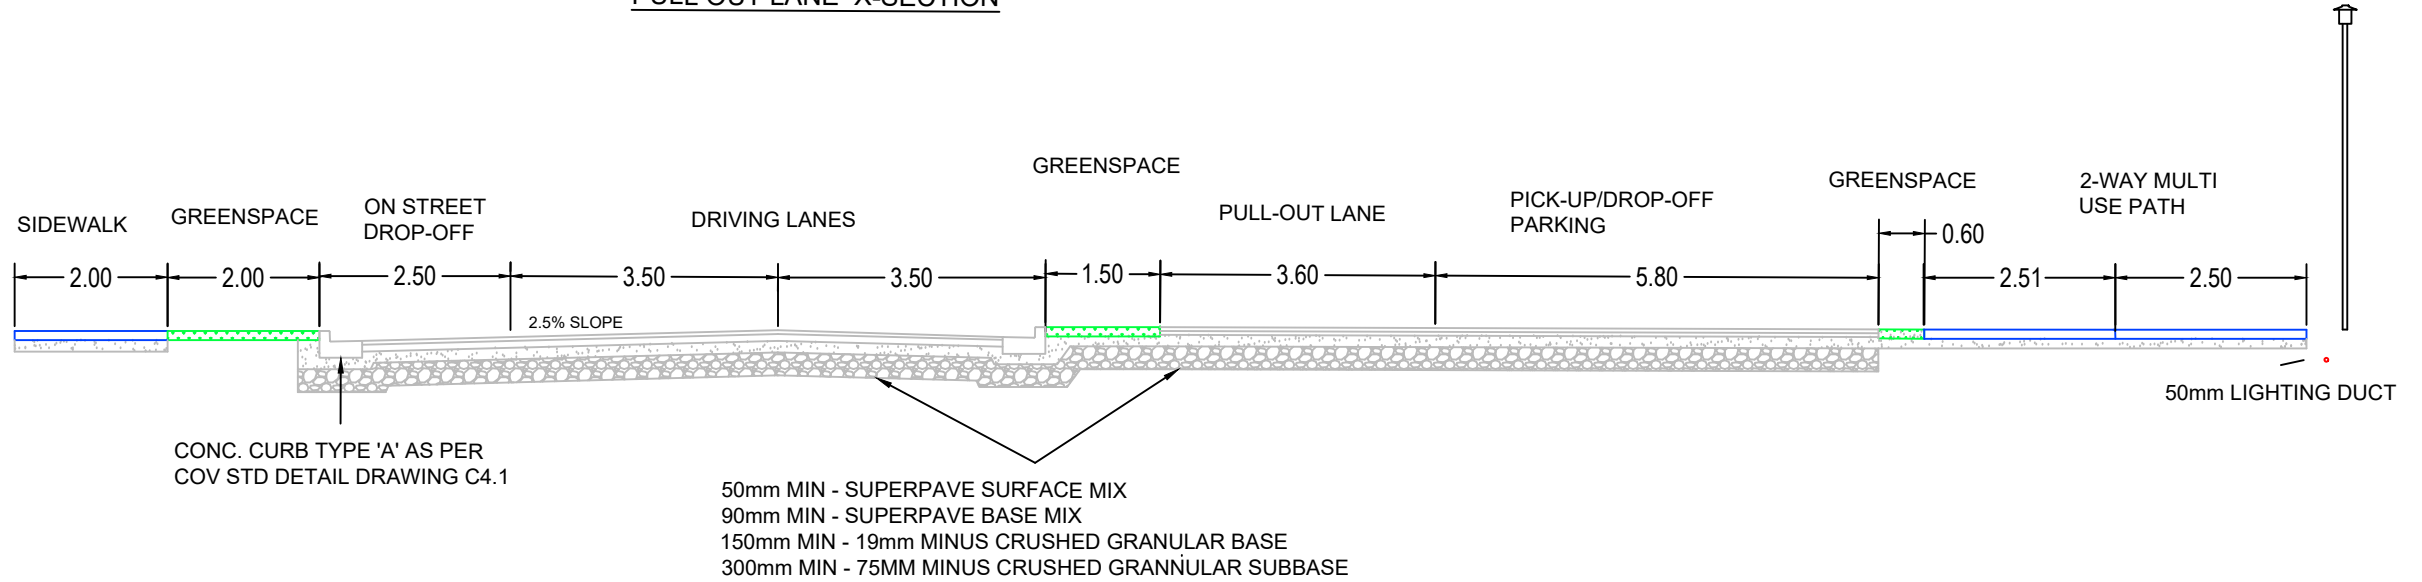 PULL OUT LANE X-SECTION
GREENSPACE
SIDEWALK
GREENSPACE
ON STREET
DROP-OFF
DRIVING LANES
PULL-OUT LANE
PICK-UP/DROP-OFF
PARKING
GREENSPACE
2-WAY MULTI
USE PATH
0.60
2.00
2.00
2.50
3.50
3.50
1.50
3.60
5.80
2.51
2.50
2.5% SLOPE
50mm LIGHTING DUCT
CONC. CURB TYPE 'A' AS PER
COV STD DETAIL DRAWING C4.1
50mm MIN - SUPERPAVE SURFACE MIX
90mm MIN - SUPERPAVE BASE MIX
150mm MIN - 19mm MINUS CRUSHED GRANULAR BASE
300mm MIN - 75MM MINUS CRUSHED GRANNULAR SUBBASE